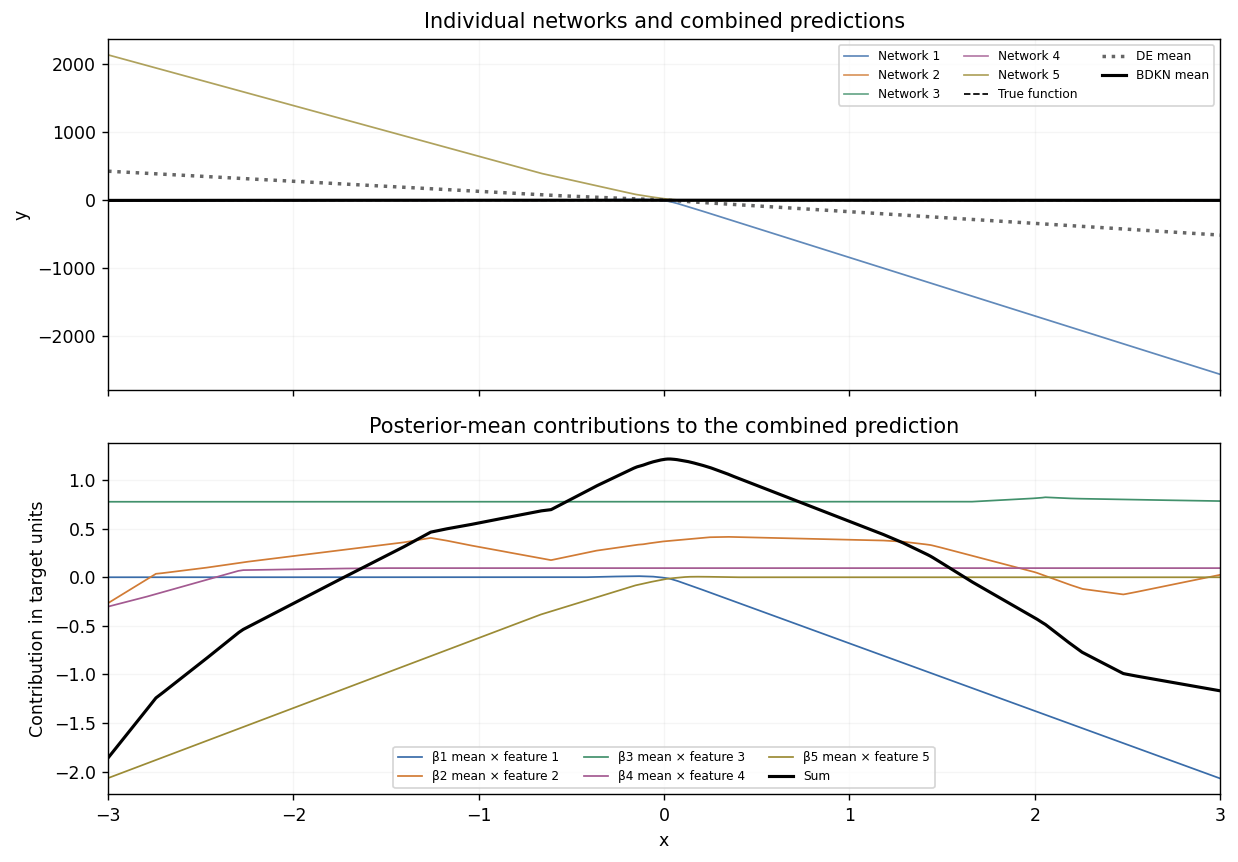 Individual networks and combined predictions
Network 1 Network 4 DE mean
Network 2 Network 5 BDKN mean
Network 3 True function
2000
1000
0
−1000
−2000
y
Posterior-mean contributions to the combined prediction
1.0
0.5
0.0
−0.5
−1.0
−1.5
−2.0
Contribution in target units
β1 mean × feature 1 β3 mean × feature 3 β5 mean × feature 5
β2 mean × feature 2 β4 mean × feature 4 Sum
−3 −2 −1 0 1 2 3
x